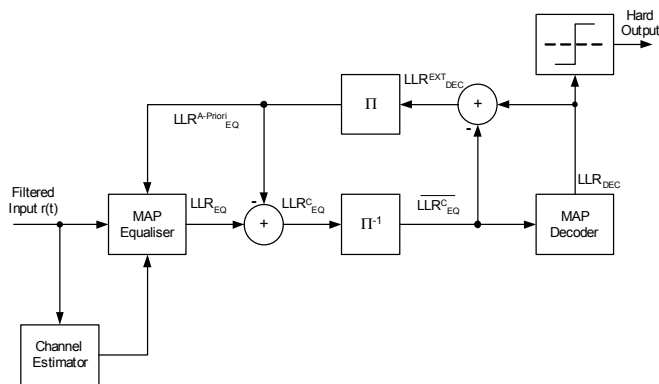 Hard
Output
LLR^EXT_DEC
Π
+
-
LLR^A-Priori_EQ
LLR_DEC
Filtered
Input r(t)
MAP
Equaliser
LLR_EQ
-
+
LLR^C_EQ
Π^-1
\overline{LLR^C_EQ}
MAP
Decoder
Channel
Estimator